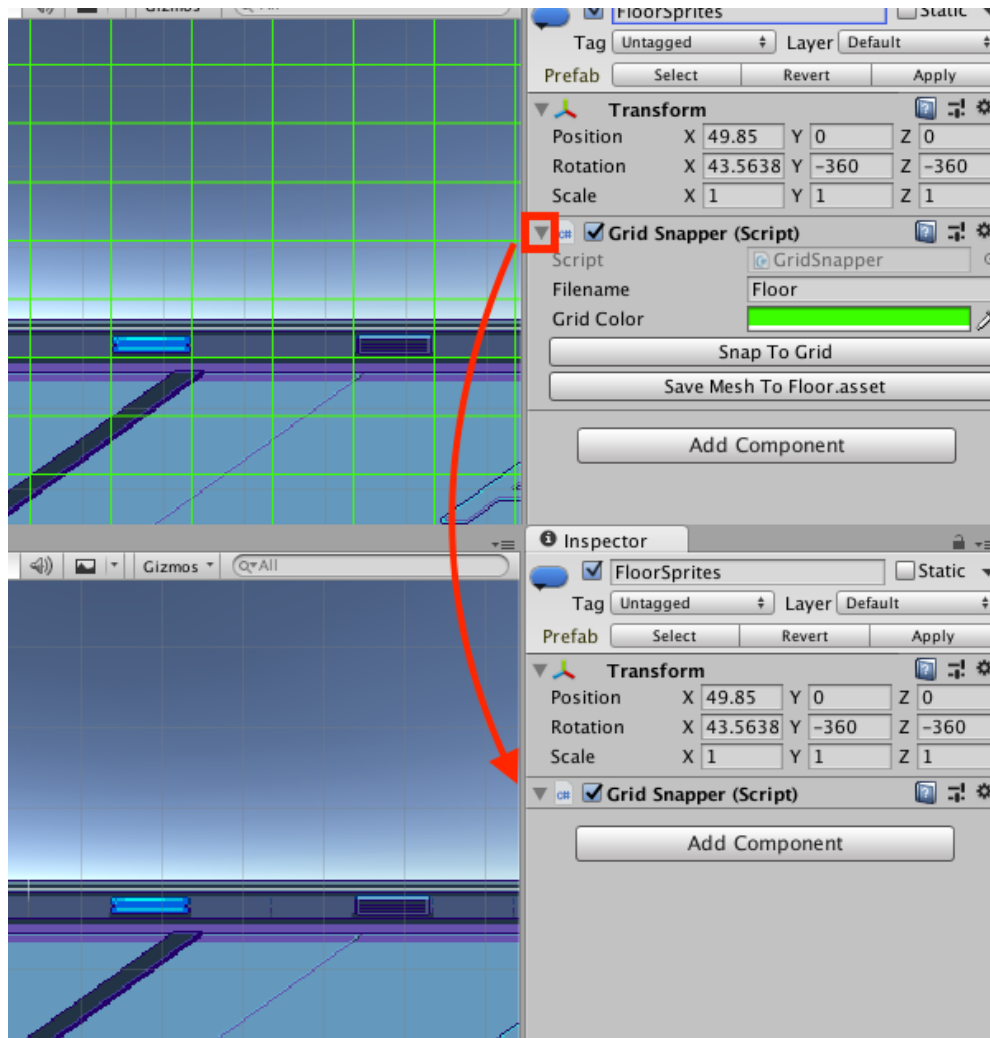 Gizmos All
FloorSprites Static
Tag Untagged Layer Default
Prefab Select Revert Apply
Transform
Position X 49.85 Y 0 Z 0
Rotation X 43.5638 Y -360 Z -360
Scale X 1 Y 1 Z 1
C# Grid Snapper (Script)
Script GridSnapper
Filename Floor
Grid Color
Snap To Grid
Save Mesh To Floor.asset
Add Component
Inspector
Gizmos All
FloorSprites Static
Tag Untagged Layer Default
Prefab Select Revert Apply
Transform
Position X 49.85 Y 0 Z 0
Rotation X 43.5638 Y -360 Z -360
Scale X 1 Y 1 Z 1
C# Grid Snapper (Script)
Add Component